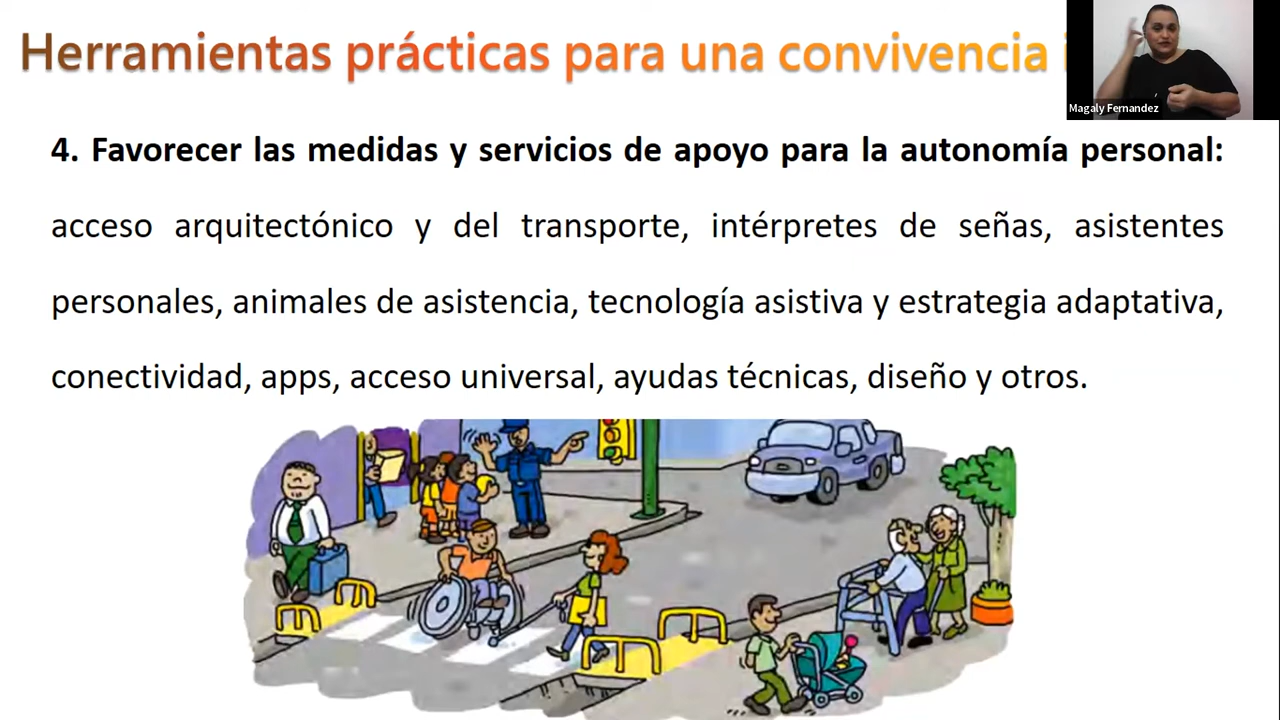 Herramientas prácticas para una convivencia
Magaly Fernandez
4. Favorecer las medidas y servicios de apoyo para la autonomía personal:
acceso arquitectónico y del transporte, intérpretes de señas, asistentes
personales, animales de asistencia, tecnología asistiva y estrategia adaptativa,
conectividad, apps, acceso universal, ayudas técnicas, diseño y otros.